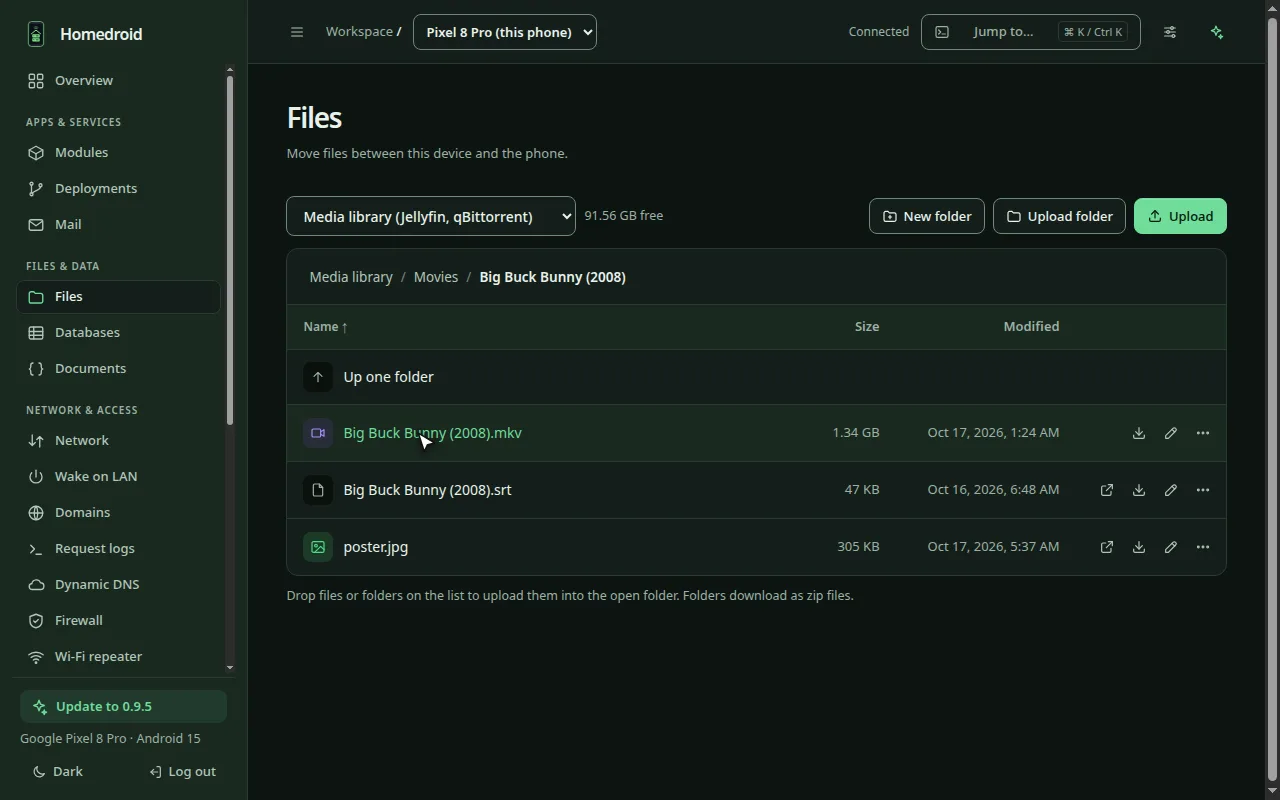 Homedroid
Workspace /
Pixel 8 Pro (this phone)
Connected
Jump to...
⌘ K / Ctrl K
Overview
APPS & SERVICES
Modules
Deployments
Mail
FILES & DATA
Files
Databases
Documents
NETWORK & ACCESS
Network
Wake on LAN
Domains
Request logs
Dynamic DNS
Firewall
Wi-Fi repeater
Update to 0.9.5
Google Pixel 8 Pro · Android 15
Dark
Log out
Files
Move files between this device and the phone.
Media library (Jellyfin, qBittorrent)
91.56 GB free
New folder
Upload folder
Upload
Media library / Movies / Big Buck Bunny (2008)
Name ↑ Size Modified
Up one folder
Big Buck Bunny (2008).mkv 1.34 GB Oct 17, 2026, 1:24 AM
Big Buck Bunny (2008).srt 47 KB Oct 16, 2026, 6:48 AM
poster.jpg 305 KB Oct 17, 2026, 5:37 AM
Drop files or folders on the list to upload them into the open folder. Folders download as zip files.